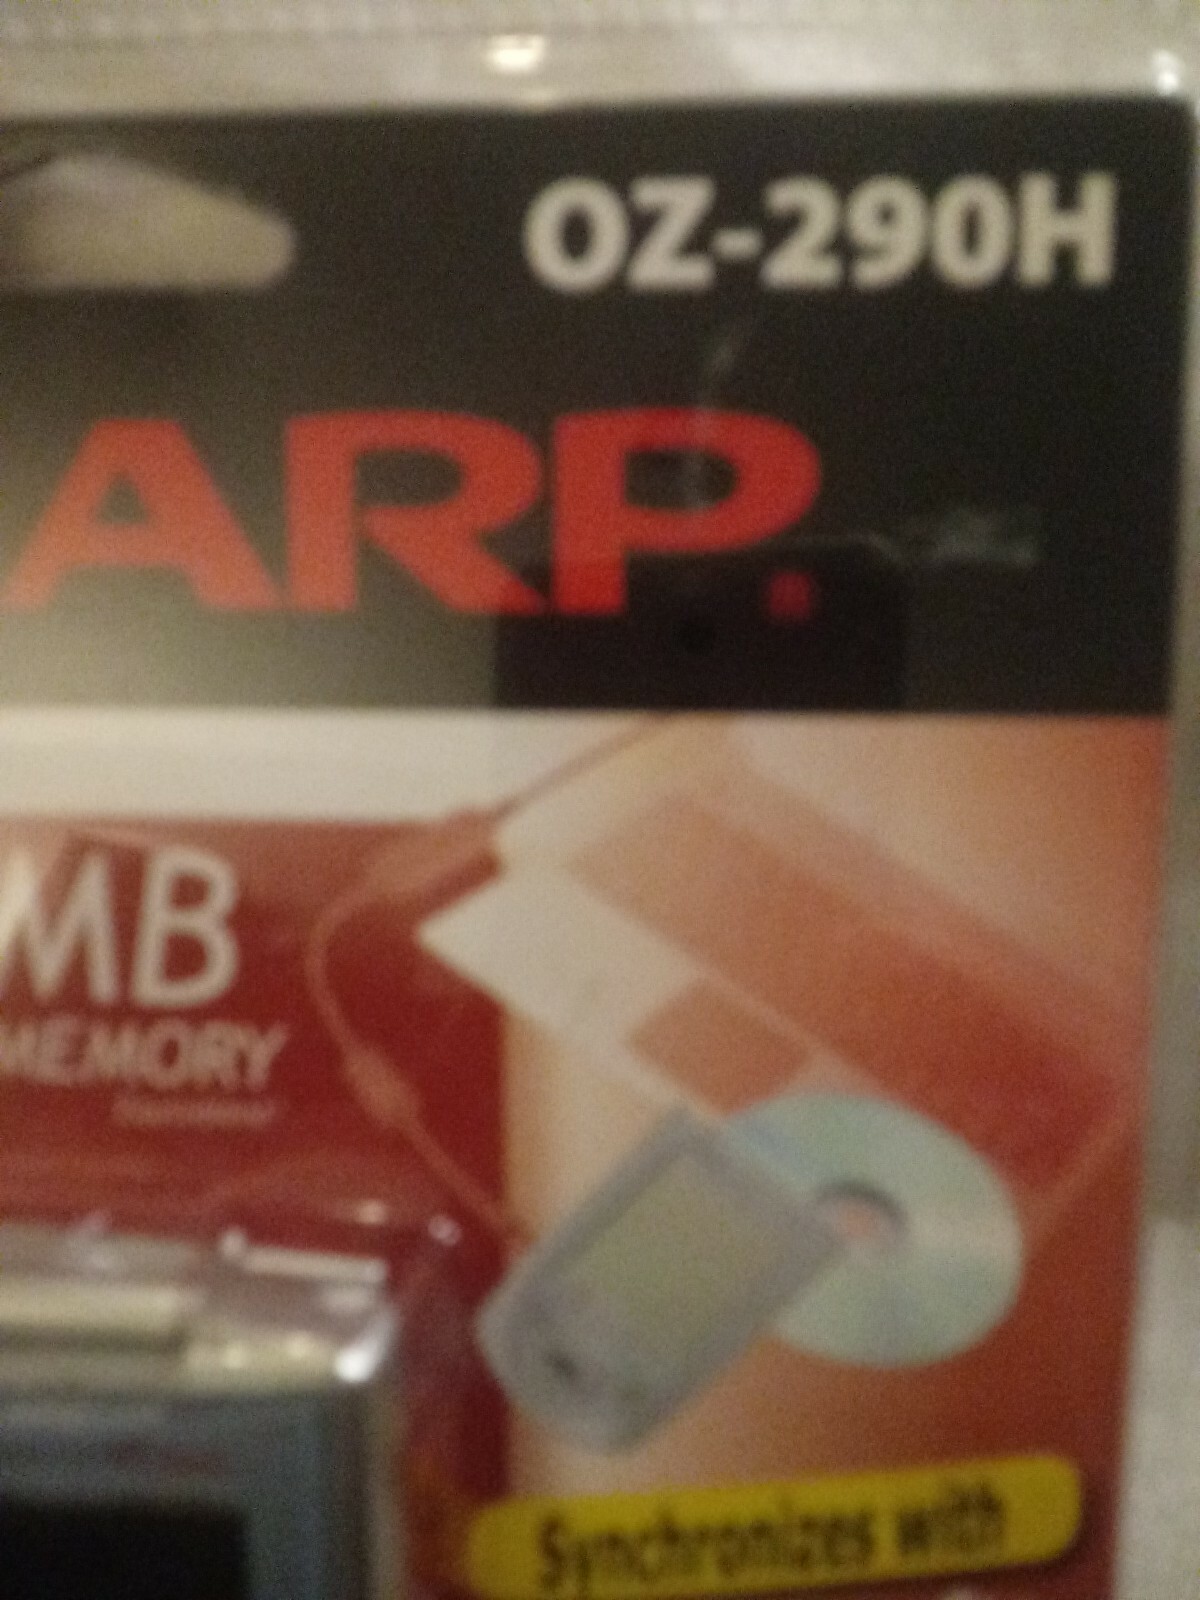 OZ-290H
ARP
MB
MEMORY
Synchronizes with